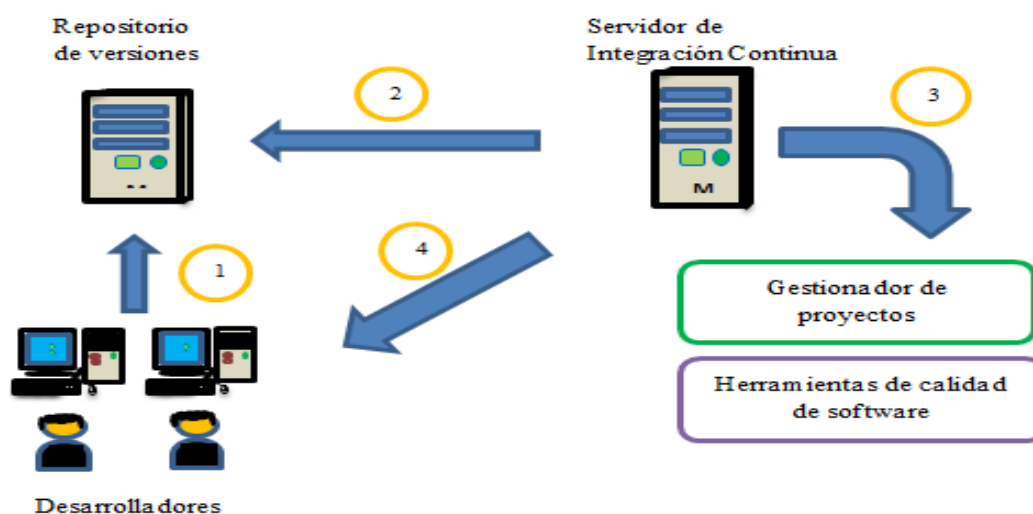 Repositorio
de versiones
Servidor de
Integración Continua
2
3
M
1
4
Gestionador de
proyectos
Herramientas de calidad
de software
Desarrolladores